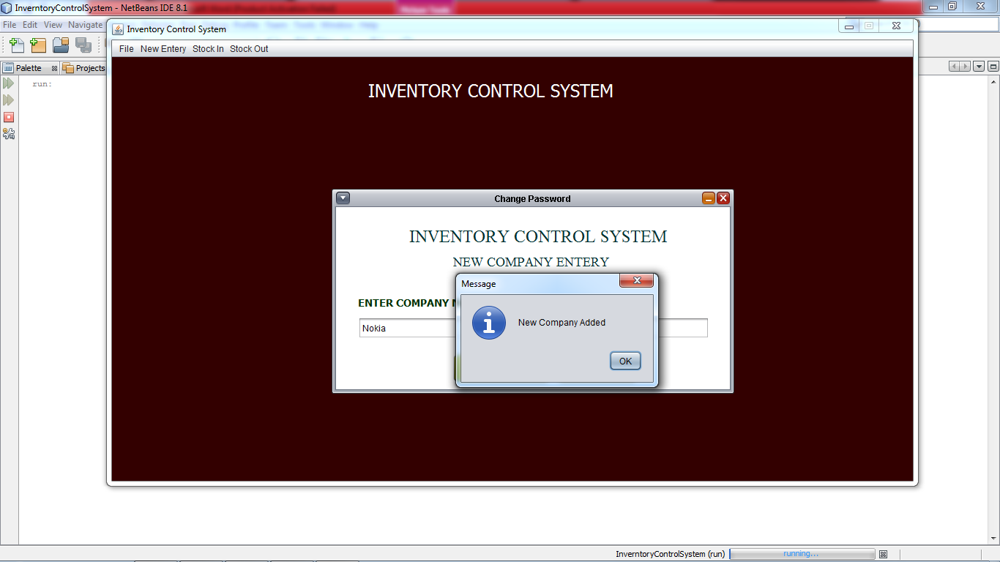 InverntoryControlSystem - NetBeans IDE 8.1
File Edit View Navigate
Inventory Control System
File New Entery Stock In Stock Out
Palette
Projects
run:
INVENTORY CONTROL SYSTEM
Change Password
INVENTORY CONTROL SYSTEM
NEW COMPANY ENTERY
Message
ENTER COMPANY
New Company Added
Nokia
OK
InverntoryControlSystem (run)
running...